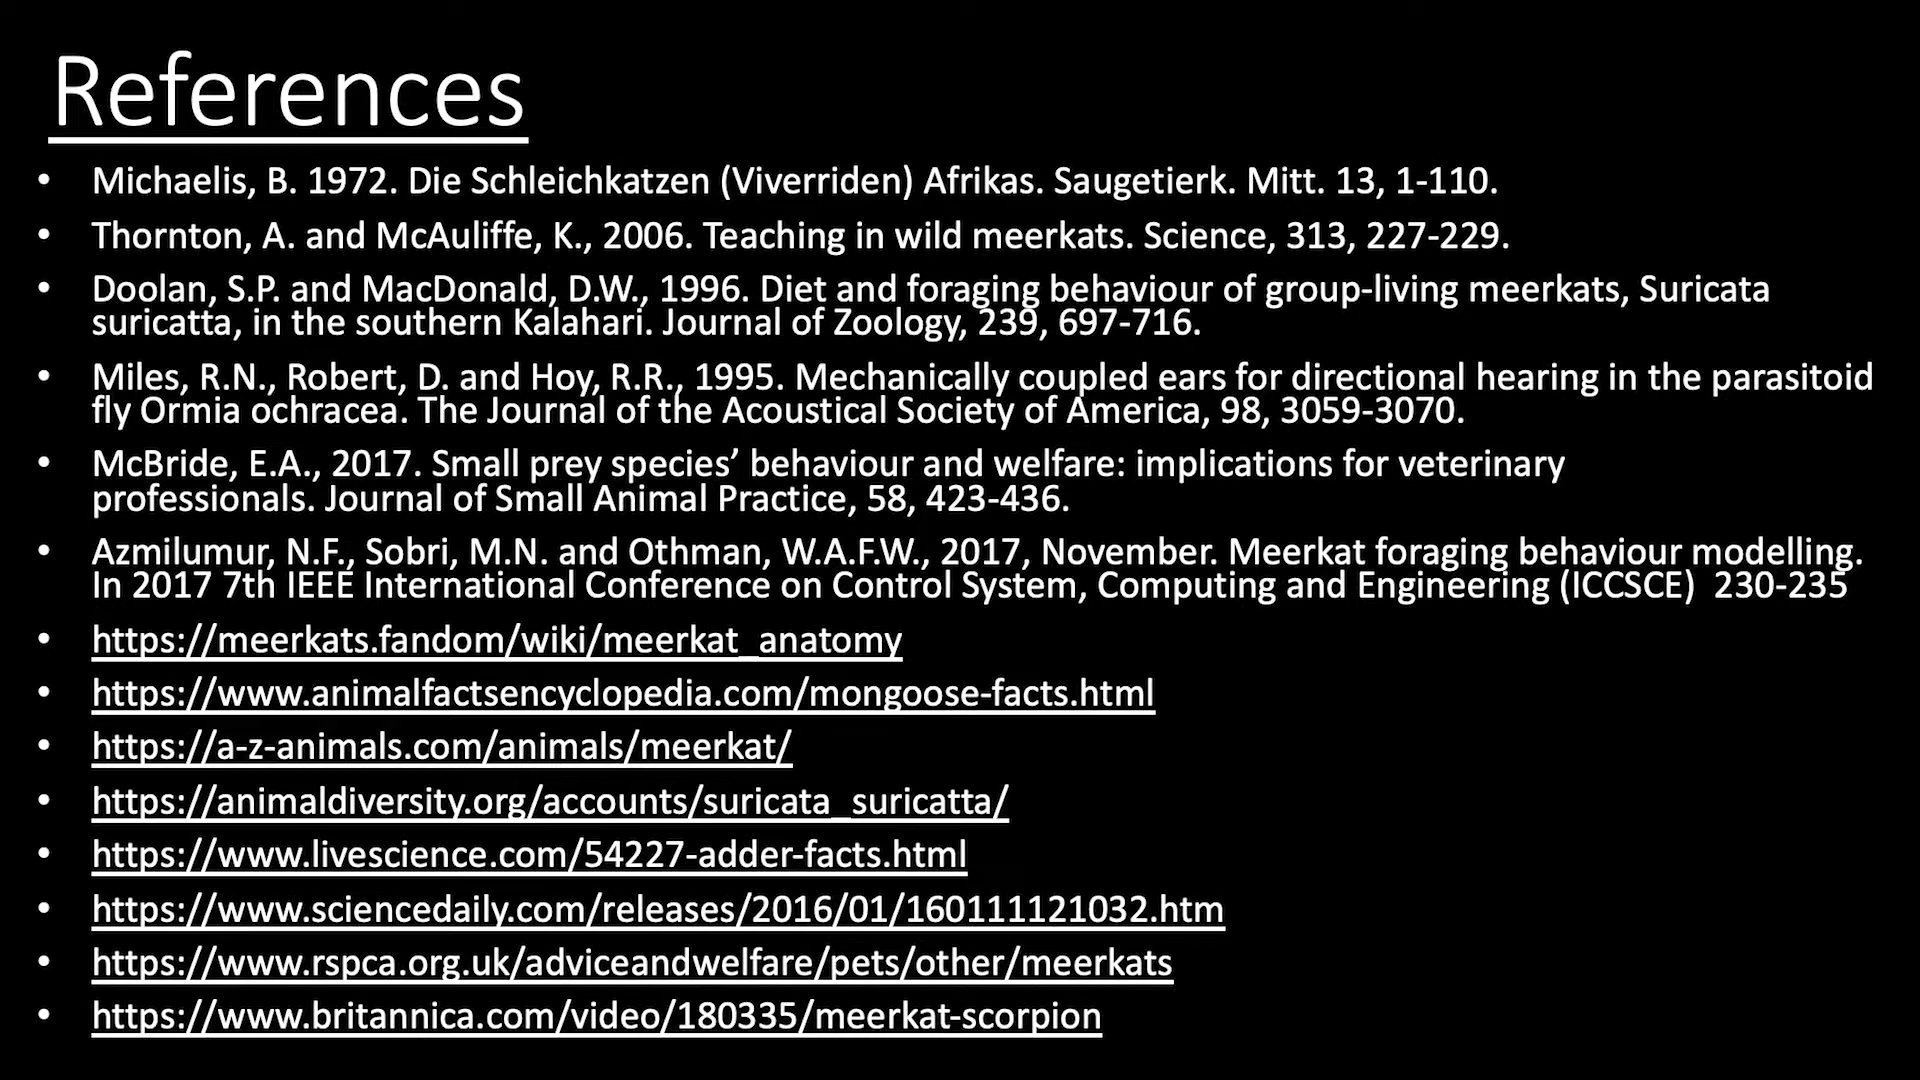 References
• Michaelis, B. 1972. Die Schleichkatzen (Viverriden) Afrikas. Saugetierk. Mitt. 13, 1-110.
• Thornton, A. and McAuliffe, K., 2006. Teaching in wild meerkats. Science, 313, 227-229.
• Doolan, S.P. and MacDonald, D.W., 1996. Diet and foraging behaviour of group-living meerkats, Suricata
suricatta, in the southern Kalahari. Journal of Zoology, 239, 697-716.
• Miles, R.N., Robert, D. and Hoy, R.R., 1995. Mechanically coupled ears for directional hearing in the parasitoid
fly Ormia ochracea. The Journal of the Acoustical Society of America, 98, 3059-3070.
• McBride, E.A., 2017. Small prey species’ behaviour and welfare: implications for veterinary
professionals. Journal of Small Animal Practice, 58, 423-436.
• Azmilumur, N.F., Sobri, M.N. and Othman, W.A.F.W., 2017, November. Meerkat foraging behaviour modelling.
In 2017 7th IEEE International Conference on Control System, Computing and Engineering (ICCSCE)  230-235
• https://meerkats.fandom/wiki/meerkat_anatomy
• https://www.animalfactsencyclopedia.com/mongoose-facts.html
• https://a-z-animals.com/animals/meerkat/
• https://animaldiversity.org/accounts/suricata_suricatta/
• https://www.livescience.com/54227-adder-facts.html
• https://www.sciencedaily.com/releases/2016/01/160111121032.htm
• https://www.rspca.org.uk/adviceandwelfare/pets/other/meerkats
• https://www.britannica.com/video/180335/meerkat-scorpion